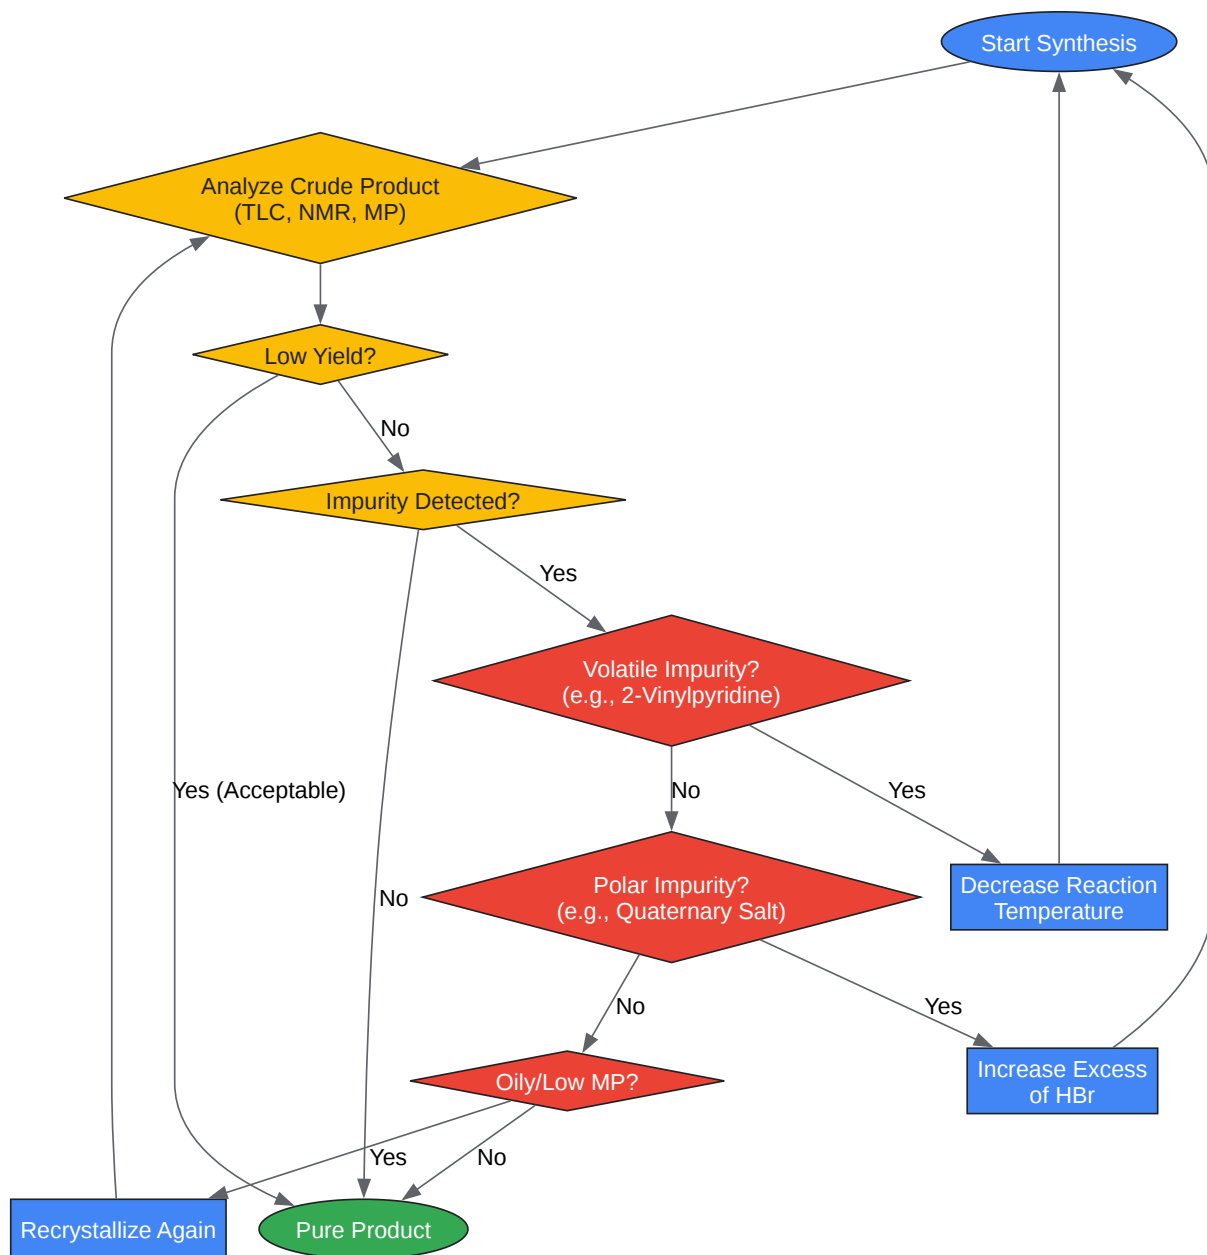 Start Synthesis
Analyze Crude Product
(TLC, NMR, MP)
Low Yield?
No
Impurity Detected?
Yes
Volatile Impurity?
(e.g., 2-Vinylpyridine)
Yes (Acceptable)
No
Yes
Decrease Reaction
Temperature
Polar Impurity?
(e.g., Quaternary Salt)
No
No
Yes
Increase Excess
of HBr
Oily/Low MP?
Yes
No
Recrystallize Again
Pure Product